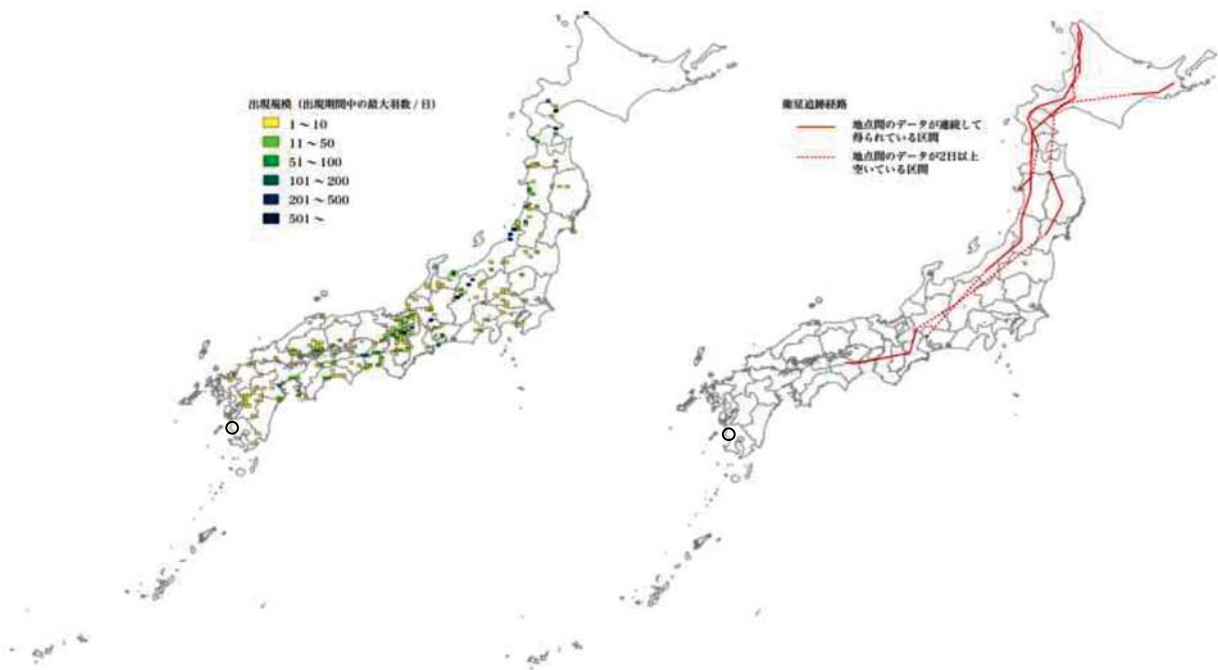 出現規模（出現期間中の最大羽数/日）
1～10
11～50
51～100
101～200
201～500
501～
衛星追跡経路
地点間のデータが連続して
得られている区間
地点間のデータが2日以上
空いている区間